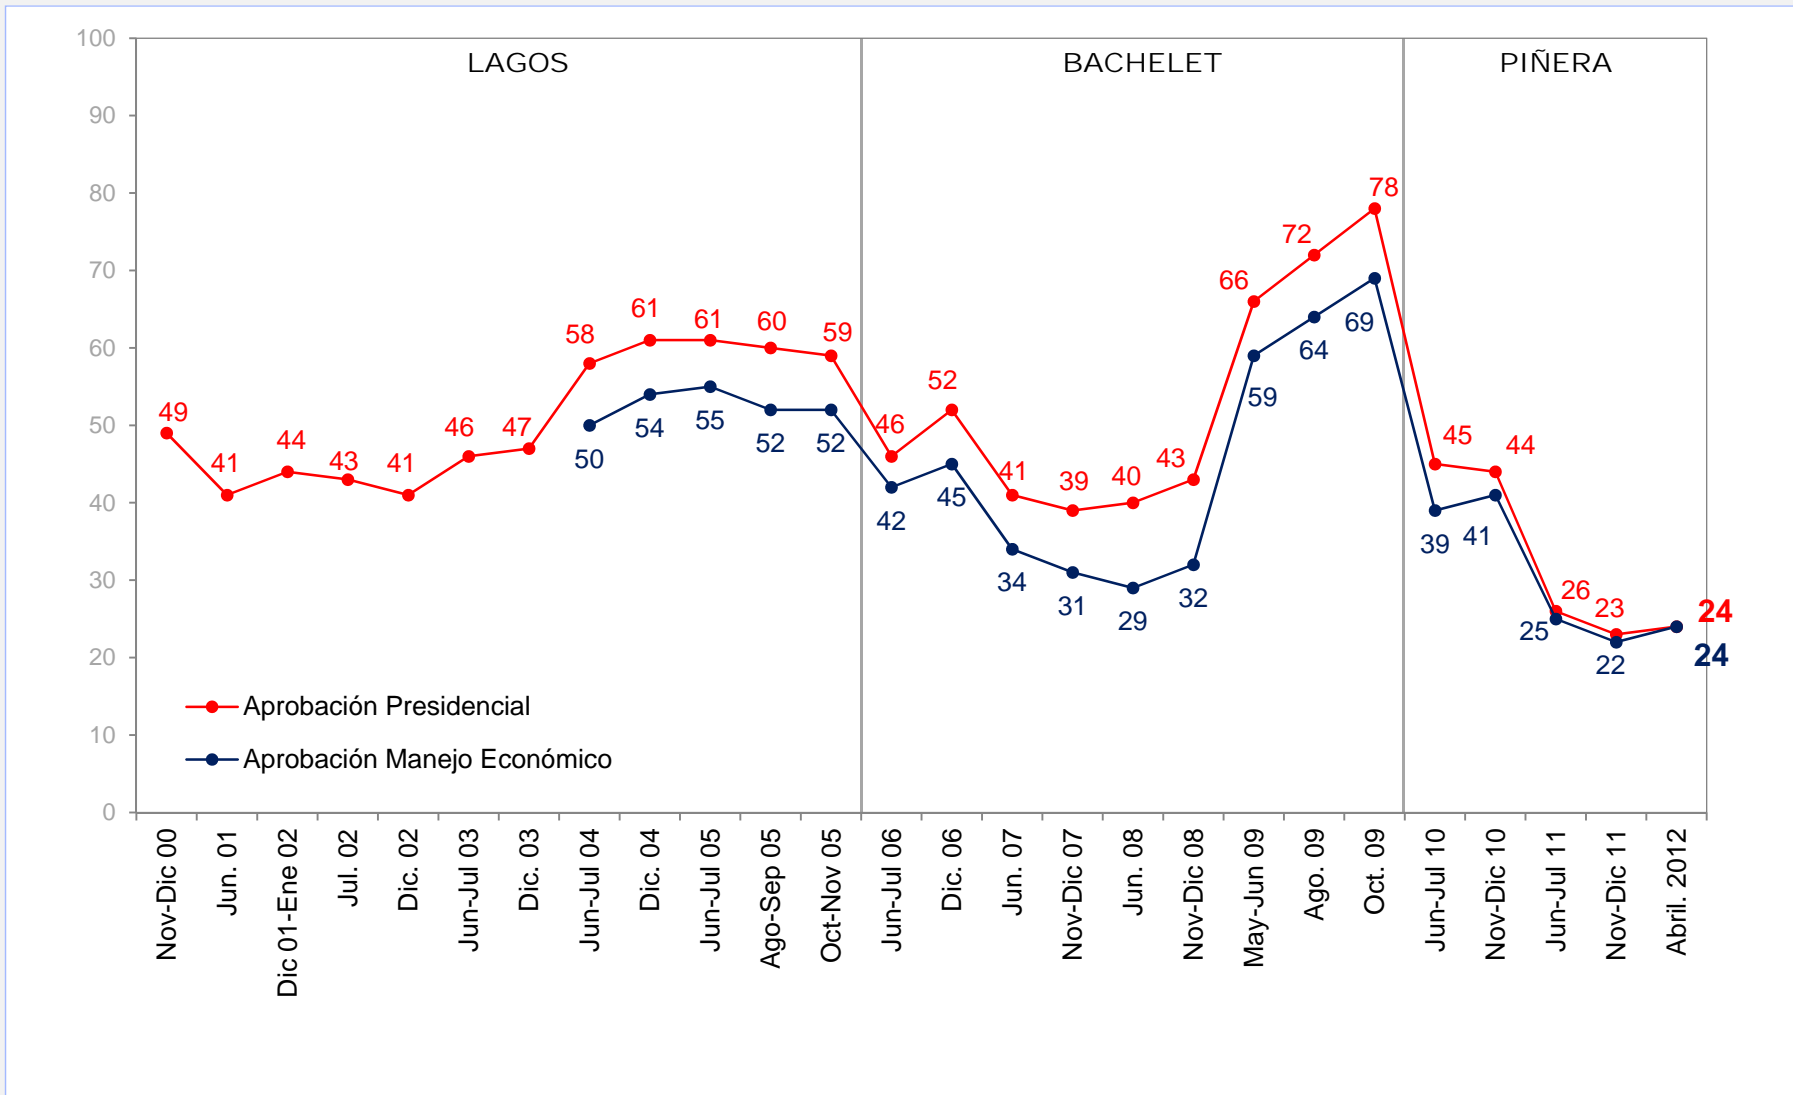 100
90
80
70
60
50
40
30
20
10
0
LAGOS
BACHELET
PIÑERA
49
41
44
43
41
46
47
58
61
61
60
59
46
52
41
39
40
43
66
72
78
45
44
26
23
24
50
54
55
52
52
42
45
34
31
29
32
59
64
69
39
41
25
22
24
Aprobación Presidencial
Aprobación Manejo Económico
Nov-Dic 00
Jun. 01
Dic 01-Ene 02
Jul. 02
Dic. 02
Jun-Jul 03
Dic. 03
Jun-Jul 04
Dic. 04
Jun-Jul 05
Ago-Sep 05
Oct-Nov 05
Jun-Jul 06
Dic. 06
Jun. 07
Nov-Dic 07
Jun. 08
Nov-Dic 08
May-Jun 09
Ago. 09
Oct. 09
Jun-Jul 10
Nov-Dic 10
Jun-Jul 11
Nov-Dic 11
Abril. 2012